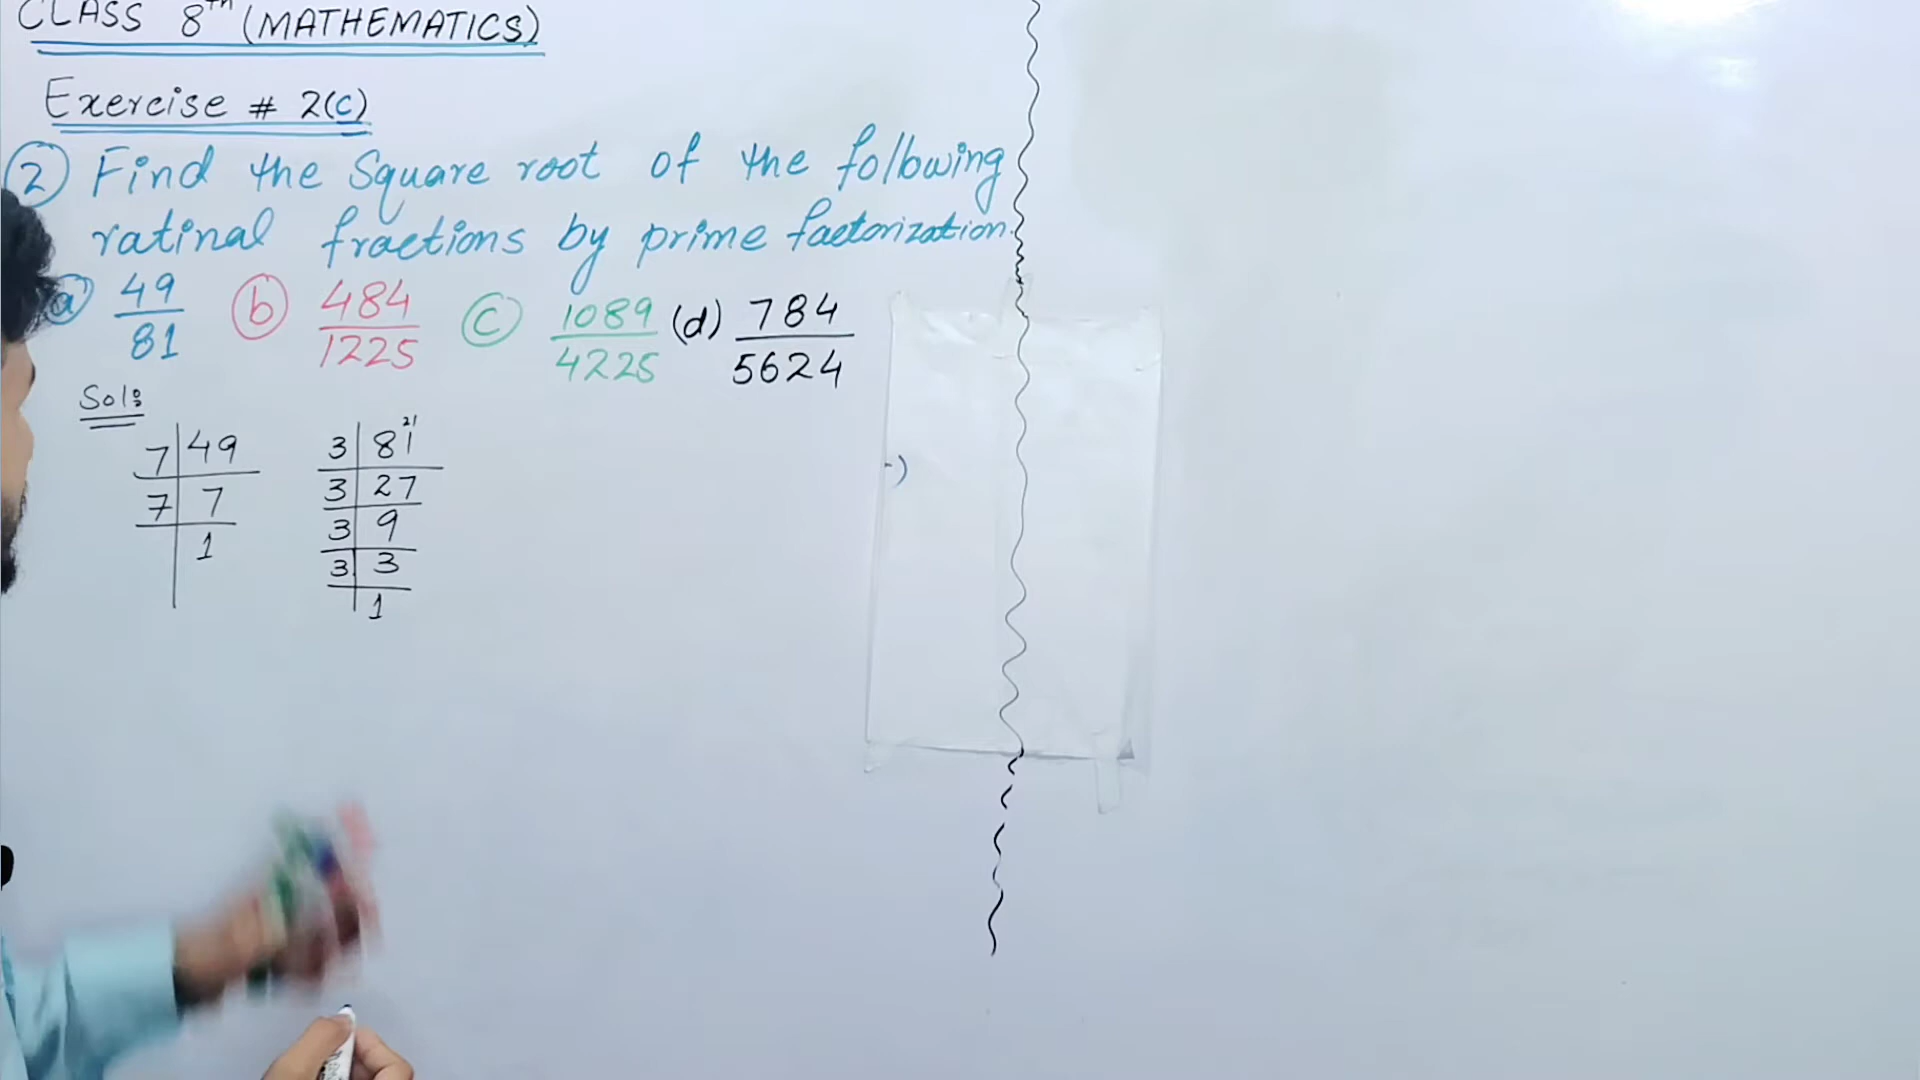 CLASS 8th (MATHEMATICS)
Exercise # 2(c)
2 Find the Square root of the following
ratinal fractions by prime factorization.
a 49/81 b 484/1225 c 1089/4225 (d) 784/5624
Sol:
7 | 49
7 | 7
1
3 | 81 21
3 | 27
3 | 9
3 | 3
1